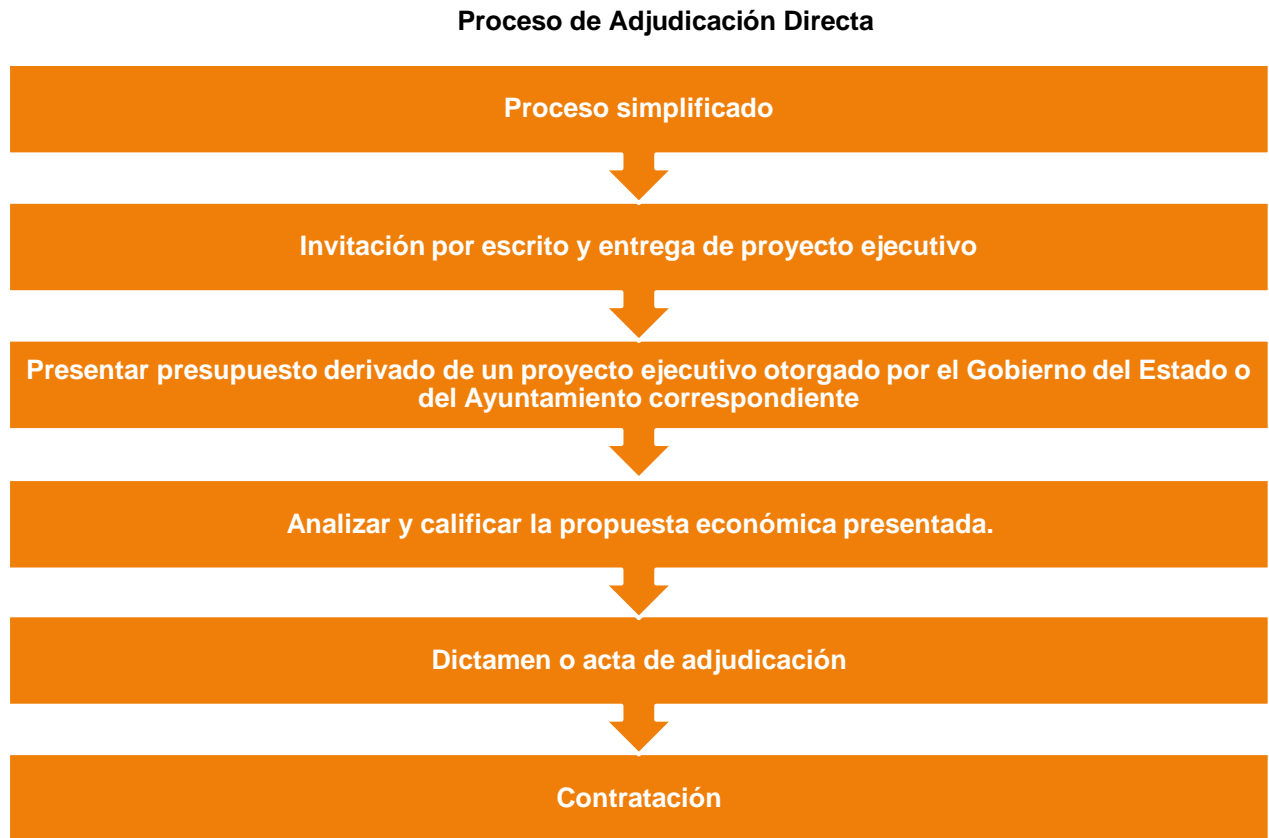 Proceso de Adjudicación Directa
Proceso simplificado
Invitación por escrito y entrega de proyecto ejecutivo
Presentar presupuesto derivado de un proyecto ejecutivo otorgado por el Gobierno del Estado o
del Ayuntamiento correspondiente
Analizar y calificar la propuesta económica presentada.
Dictamen o acta de adjudicación
Contratación